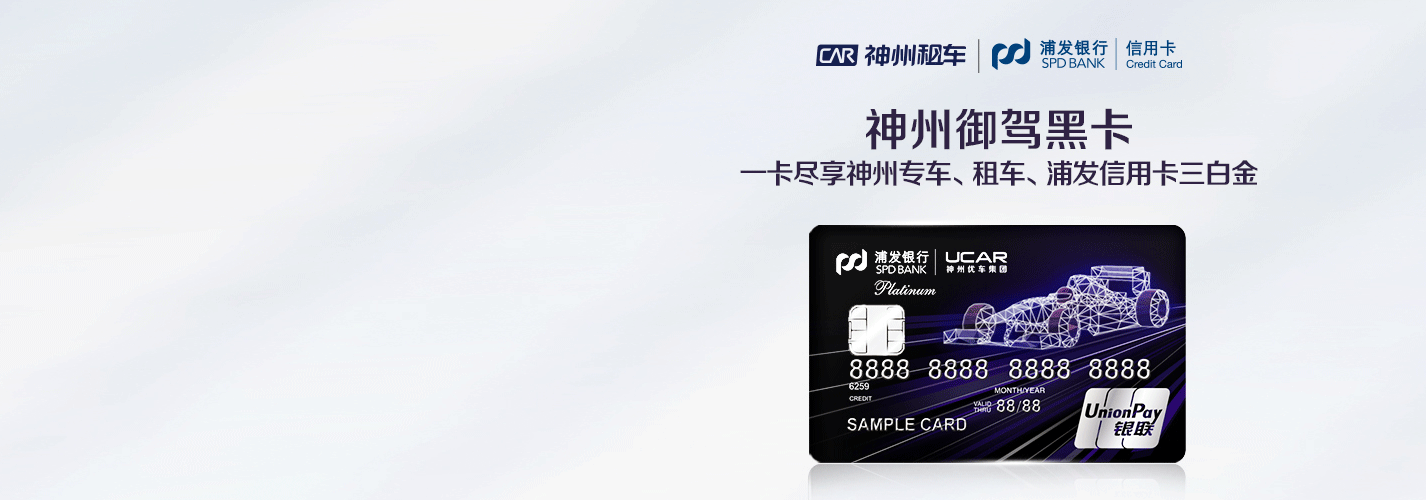 CAR 神州租车 浦发银行 信用卡
SPD BANK Credit Card
神州御驾黑卡
一卡尽享神州专车、租车、浦发信用卡三白金
浦发银行 UCAR
SPD BANK 神州优车集团
Platinum
8888 8888 8888 8888
6259
MONTH/YEAR
CREDIT
VALID THRU 88/88
SAMPLE CARD
UnionPay
银联